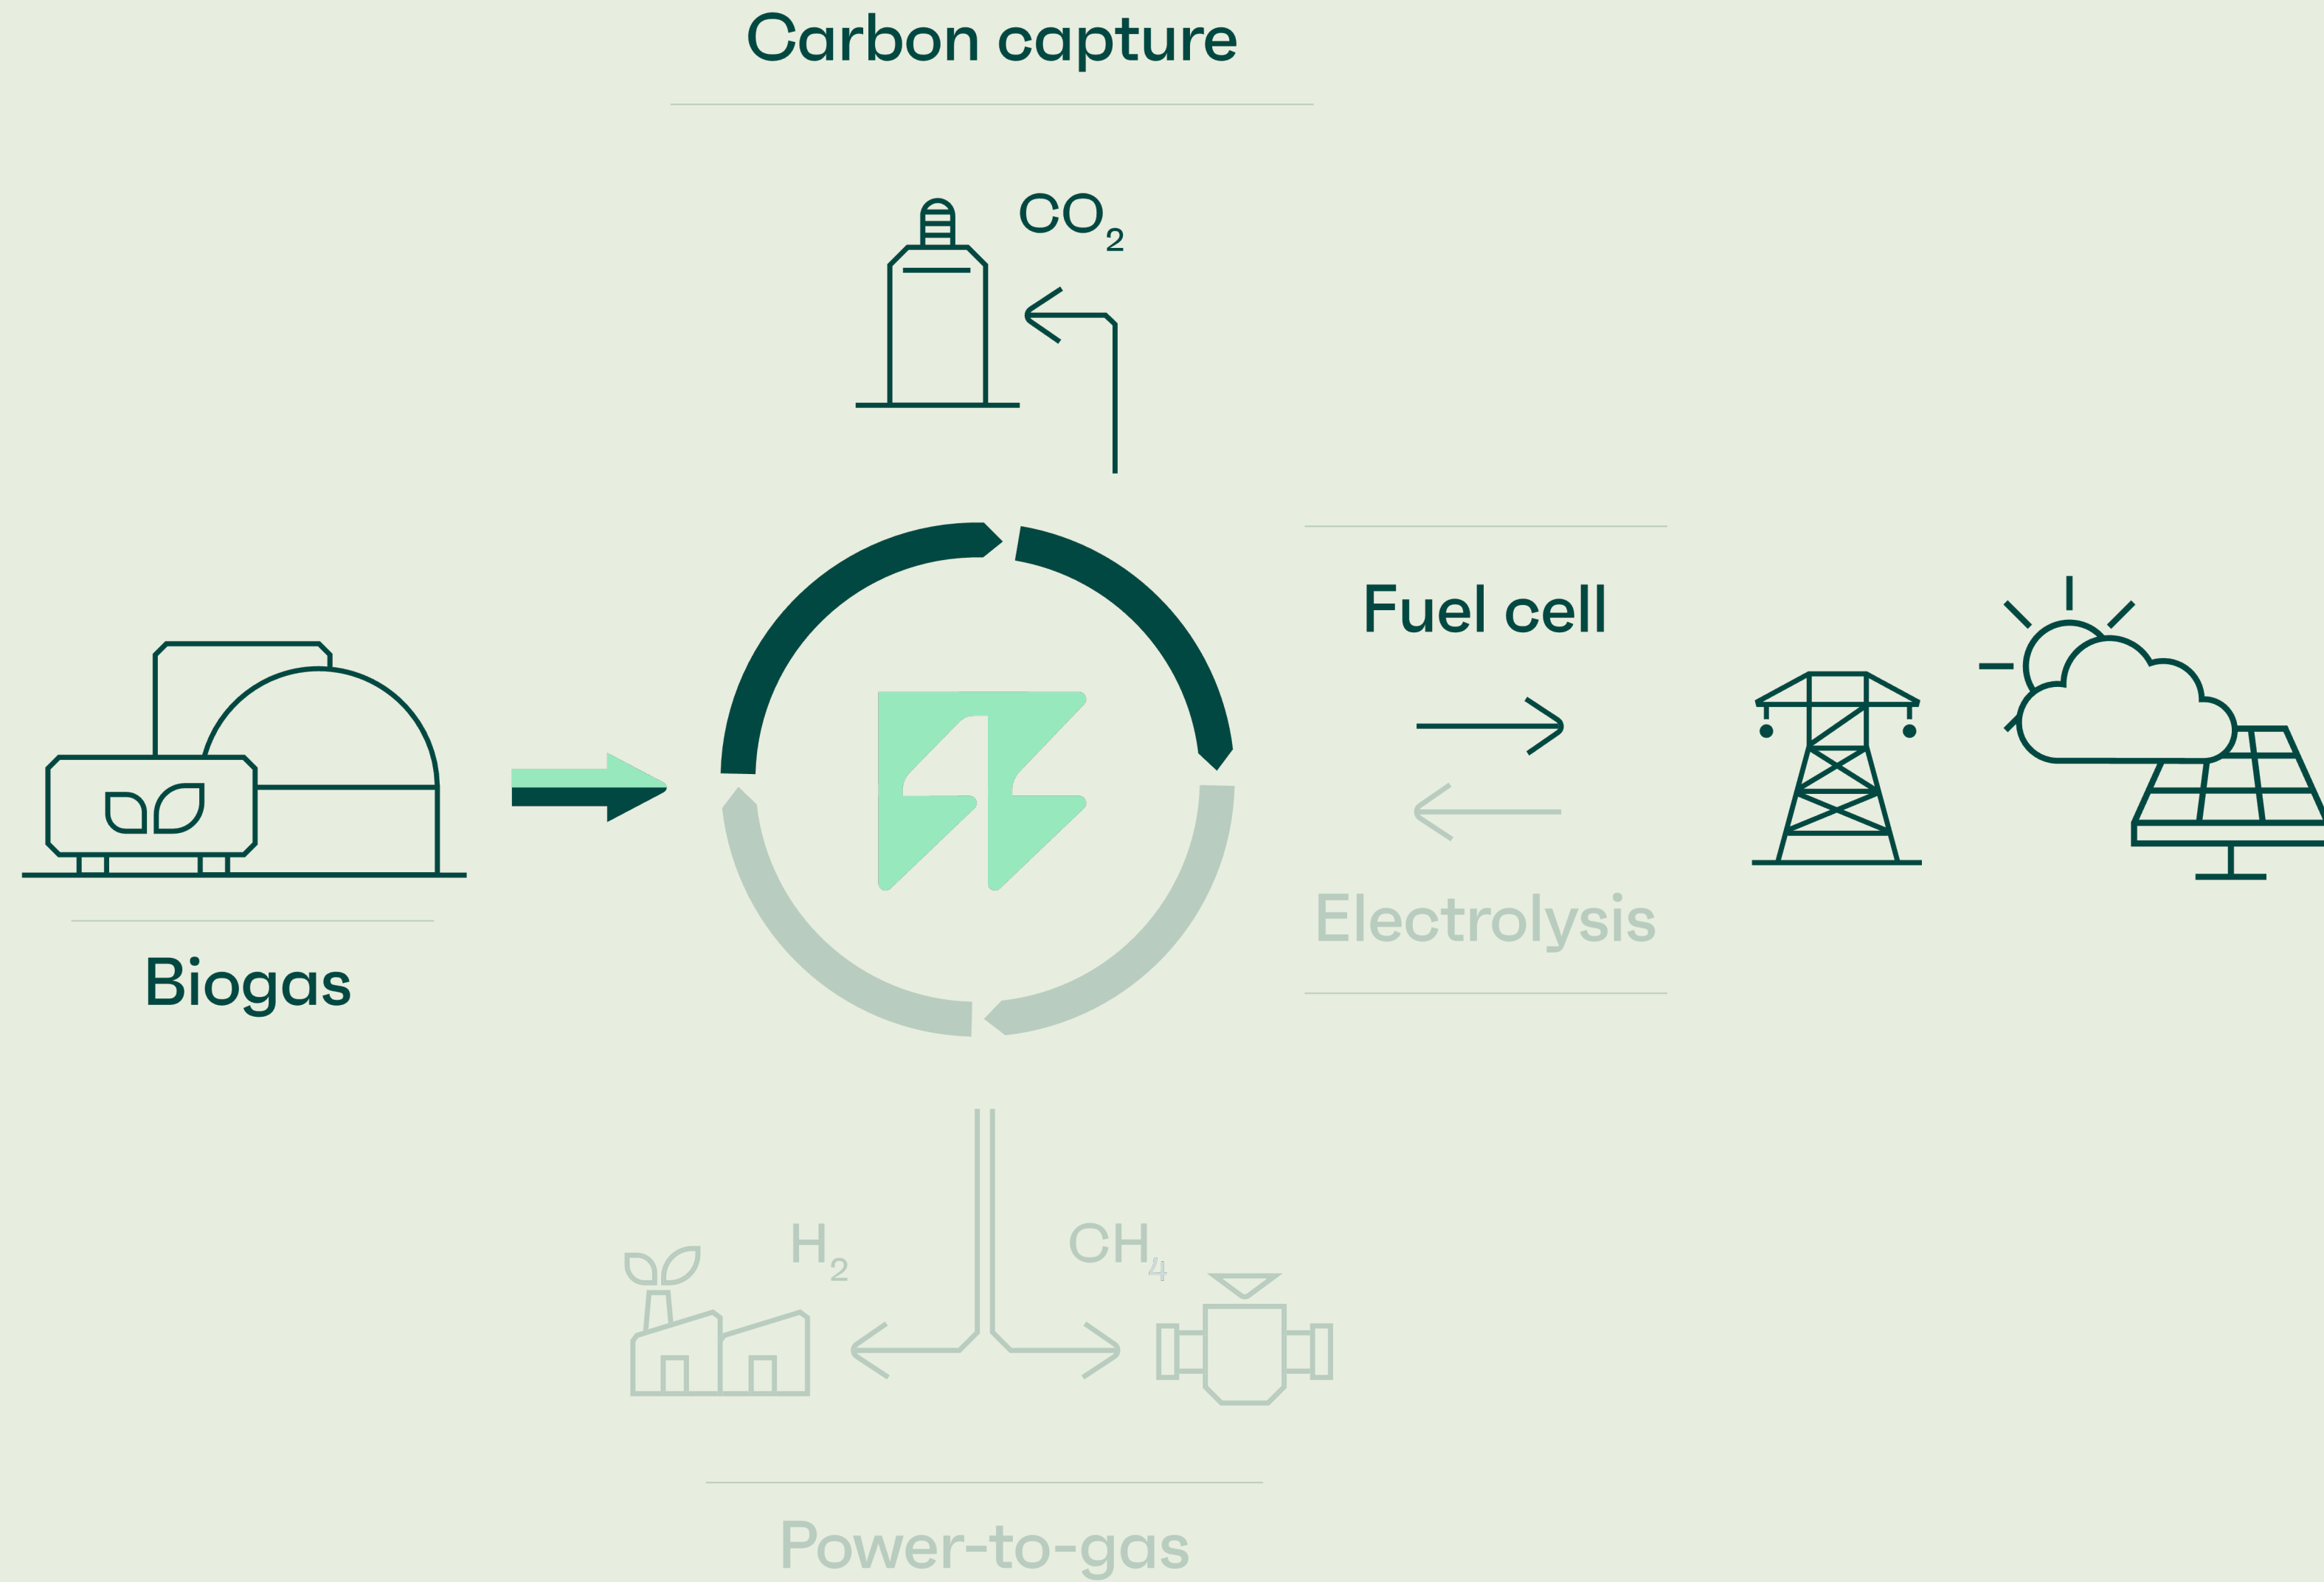 Carbon capture
CO₂
Fuel cell
Electrolysis
Biogas
H₂
CH₄
Power-to-gas